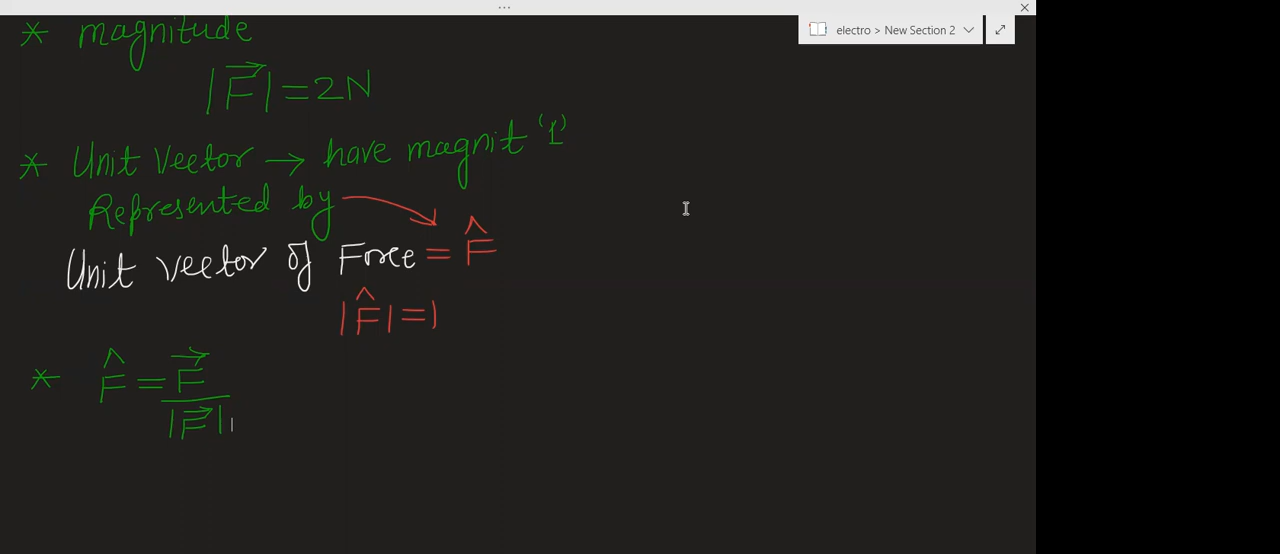 ...
electro > New Section 2
* magnitude
|F⃗| = 2N
* Unit Vector → have magnit '1'
Represented by
Unit vector of Force = F̂
|F̂| = 1
* F̂ = F⃗ / |F⃗|